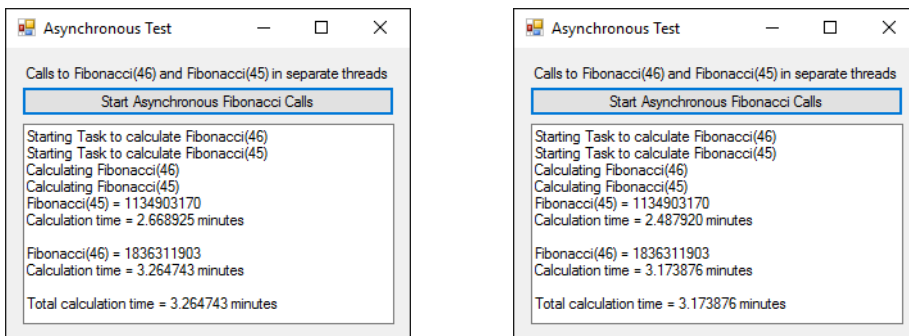 Asynchronous Test
Calls to Fibonacci(46) and Fibonacci(45) in separate threads
Start Asynchronous Fibonacci Calls
Starting Task to calculate Fibonacci(46)
Starting Task to calculate Fibonacci(45)
Calculating Fibonacci(46)
Calculating Fibonacci(45)
Fibonacci(45) = 1134903170
Calculation time = 2.668925 minutes
Fibonacci(46) = 1836311903
Calculation time = 3.264743 minutes
Total calculation time = 3.264743 minutes
Asynchronous Test
Calls to Fibonacci(46) and Fibonacci(45) in separate threads
Start Asynchronous Fibonacci Calls
Starting Task to calculate Fibonacci(46)
Starting Task to calculate Fibonacci(45)
Calculating Fibonacci(46)
Calculating Fibonacci(45)
Fibonacci(45) = 1134903170
Calculation time = 2.487920 minutes
Fibonacci(46) = 1836311903
Calculation time = 3.173876 minutes
Total calculation time = 3.173876 minutes